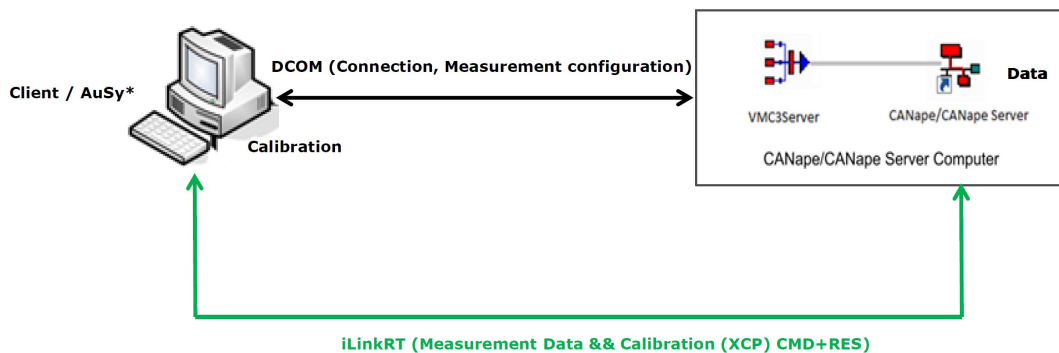 DCOM (Connection, Measurement configuration)
Client / AuSy*
Calibration
Data
VMC3Server
CANape/CANape Server
CANape/CANape Server Computer
iLinkRT (Measurement Data && Calibration (XCP) CMD+RES)